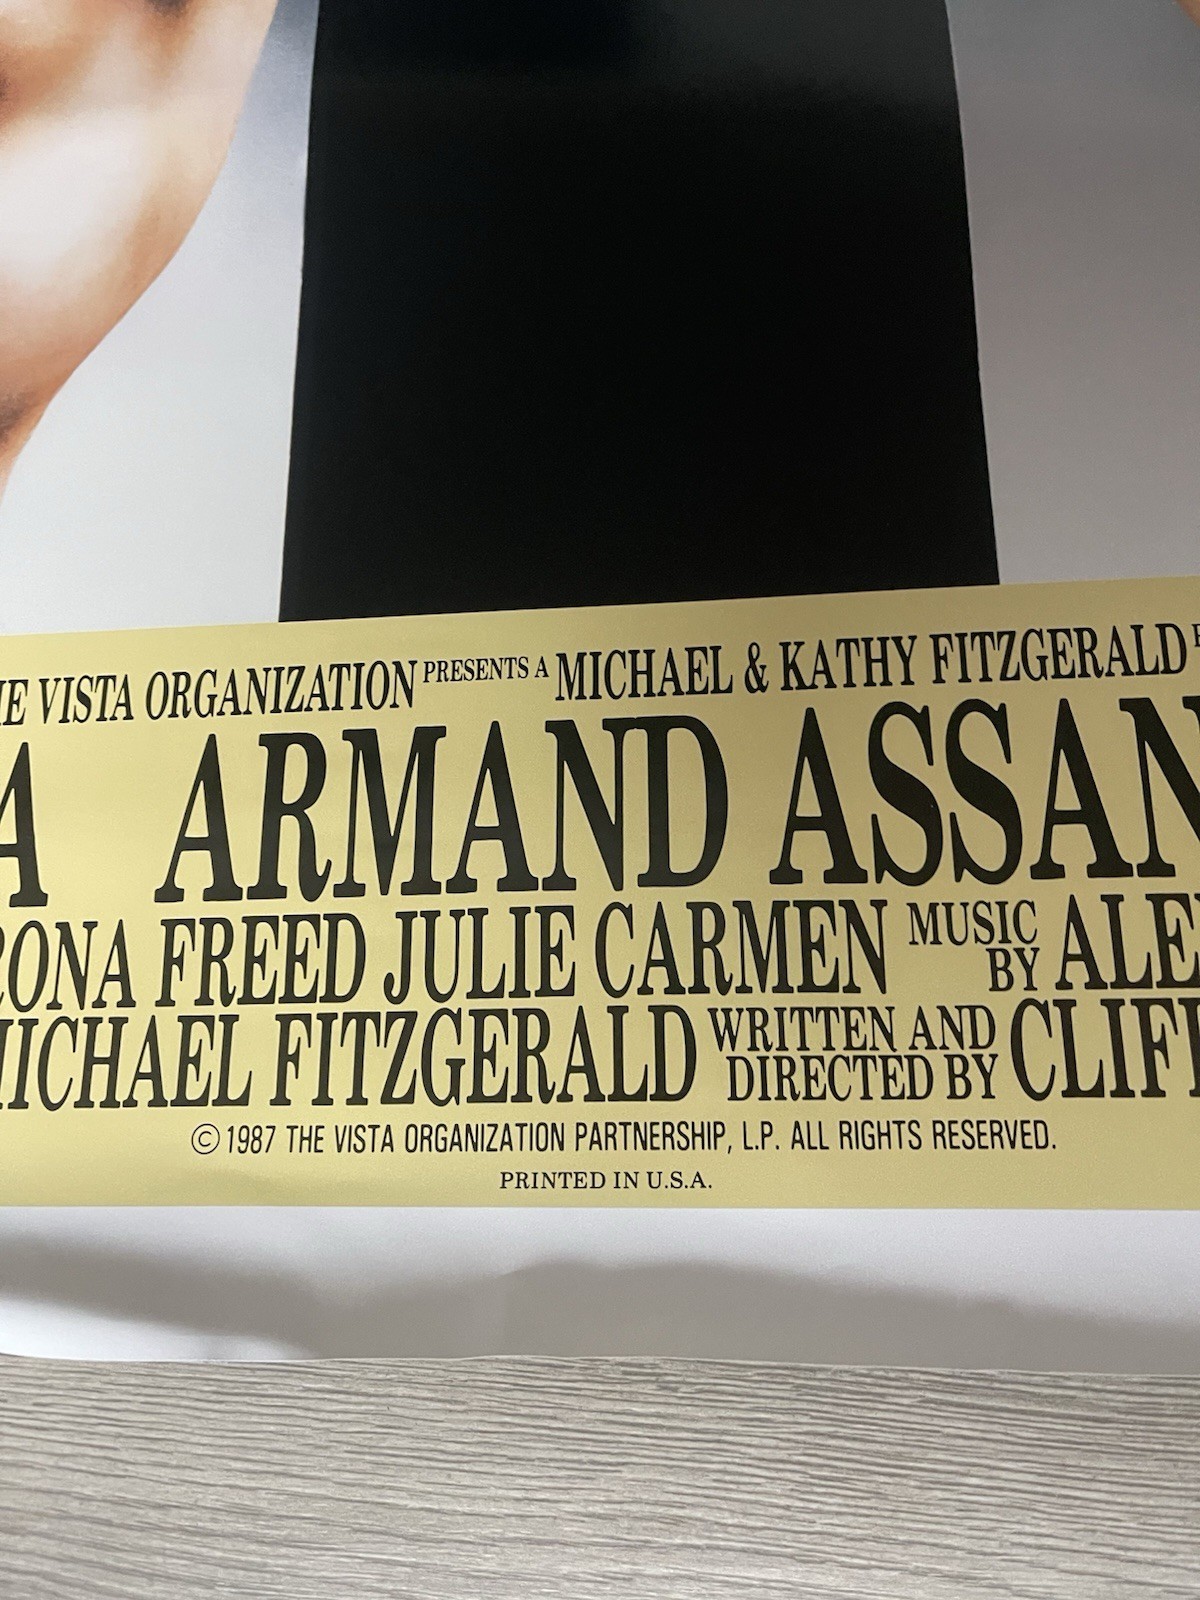 VISTA ORGANIZATION PRESENTS A MICHAEL & KATHY FITZGERALD
A ARMAND ASSAN
RONA FREED JULIE CARMEN MUSIC BY ALE
MICHAEL FITZGERALD WRITTEN AND DIRECTED BY CLIF
© 1987 THE VISTA ORGANIZATION PARTNERSHIP, L.P. ALL RIGHTS RESERVED.
PRINTED IN U.S.A.